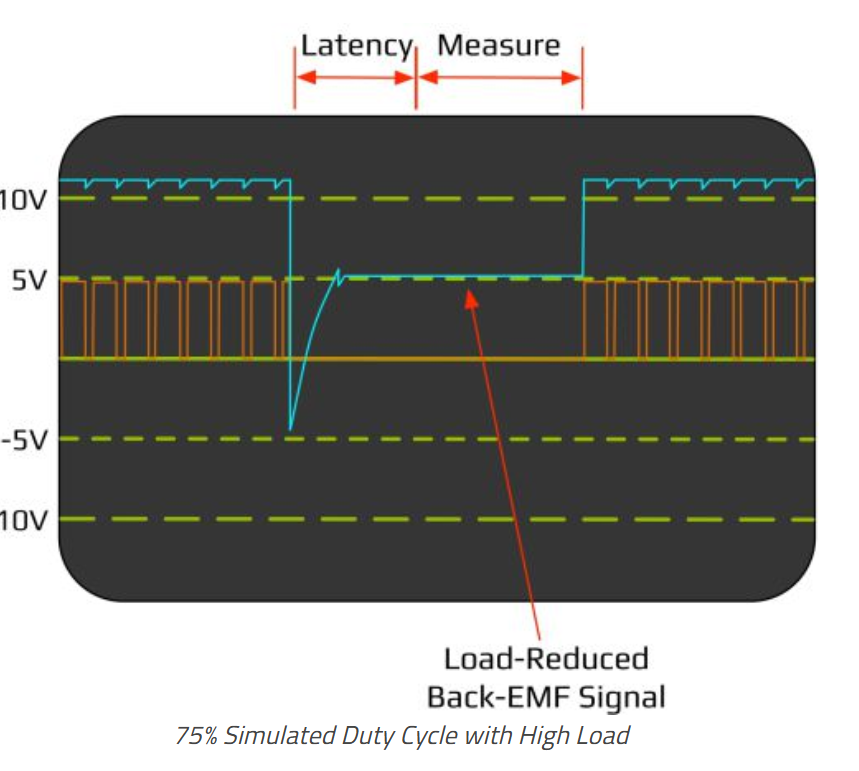 Latency Measure
10V
5V
-5V
10V
Load-Reduced
Back-EMF Signal
75% Simulated Duty Cycle with High Load